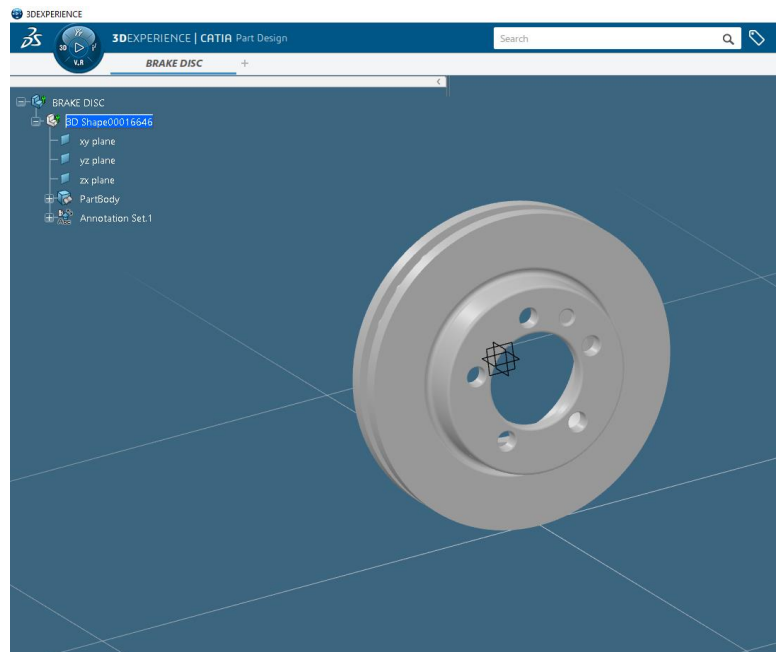 3DEXPERIENCE
3DEXPERIENCE | CATIA Part Design
Search
3D
V.R
BRAKE DISC +
BRAKE DISC
3D Shape00016646
xy plane
yz plane
zx plane
PartBody
Annotation Set.1